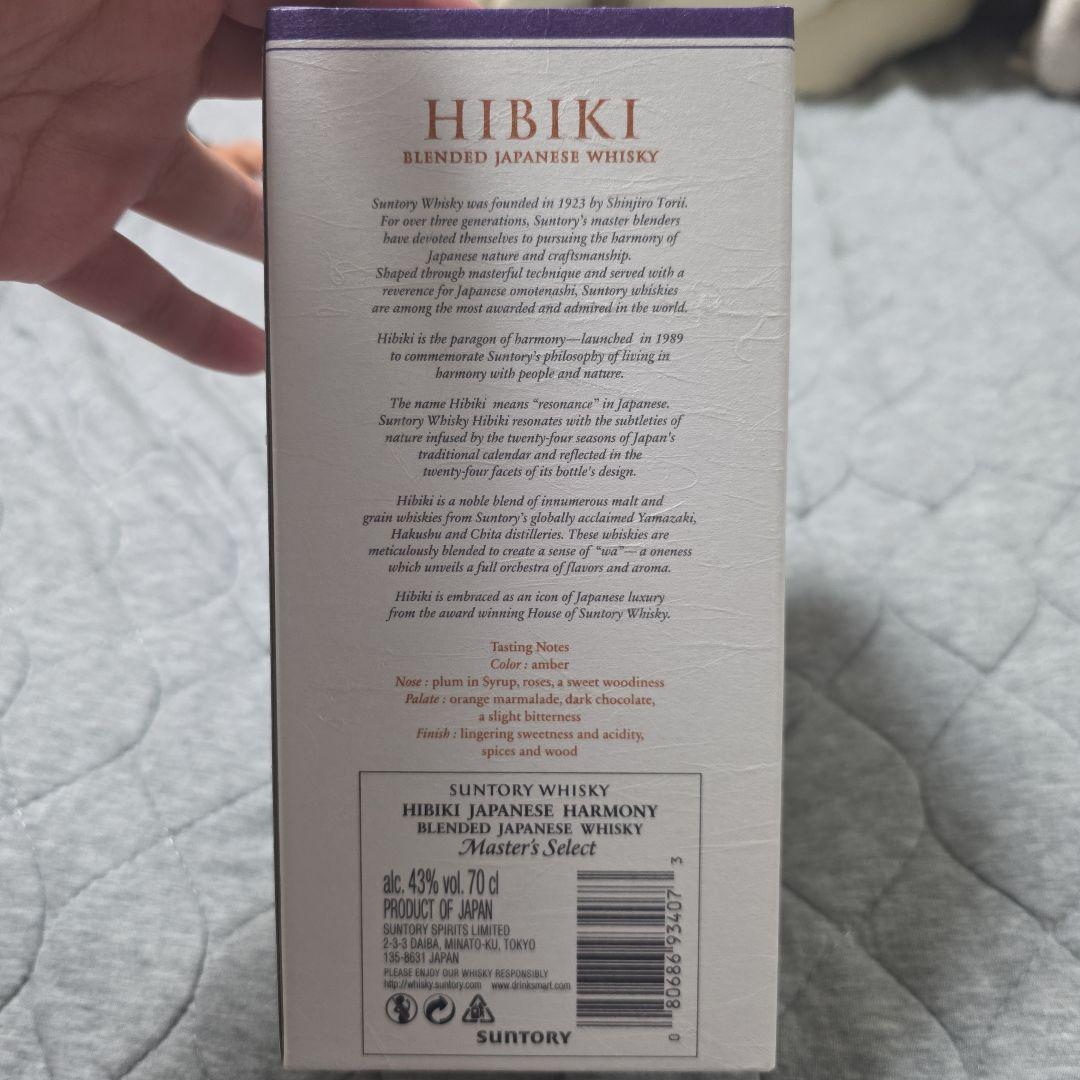 HIBIKI
BLENDED JAPANESE WHISKY
Suntory Whisky was founded in 1923 by Shinjiro Torii.
For over three generations, Suntory's master blenders
have devoted themselves to pursuing the harmony of
Japanese nature and craftsmanship.
Shaped through masterful technique and served with a
reverence for Japanese omotenashi, Suntory whiskies
are among the most awarded and admired in the world.
Hibiki is the paragon of harmony—launched in 1989
to commemorate Suntory's philosophy of living in
harmony with people and nature.
The name Hibiki means “resonance” in Japanese.
Suntory Whisky Hibiki resonates with the subtleties of
nature infused by the twenty-four seasons of Japan's
traditional calendar and reflected in the
twenty-four facets of its bottle's design.
Hibiki is a noble blend of innumerous malt and
grain whiskies from Suntory's globally acclaimed Yamazaki,
Hakushu and Chita distilleries. These whiskies are
meticulously blended to create a sense of “wa”—a oneness
which unveils a full orchestra of flavors and aroma.
Hibiki is embraced as an icon of Japanese luxury
from the award winning House of Suntory Whisky.
Tasting Notes
Color : amber
Nose : plum in Syrup, roses, a sweet woodiness
Palate : orange marmalade, dark chocolate,
a slight bitterness
Finish : lingering sweetness and acidity,
spices and wood
SUNTORY WHISKY
HIBIKI JAPANESE HARMONY
BLENDED JAPANESE WHISKY
Master's Select
alc. 43% vol. 70 cl
PRODUCT OF JAPAN
SUNTORY SPIRITS LIMITED
2-3-3 DAIBA, MINATO-KU, TOKYO
135-8631 JAPAN
PLEASE ENJOY OUR WHISKY RESPONSIBLY
http://whisky.suntory.com www.drinksmart.com
0 80686 93407 3
SUNTORY